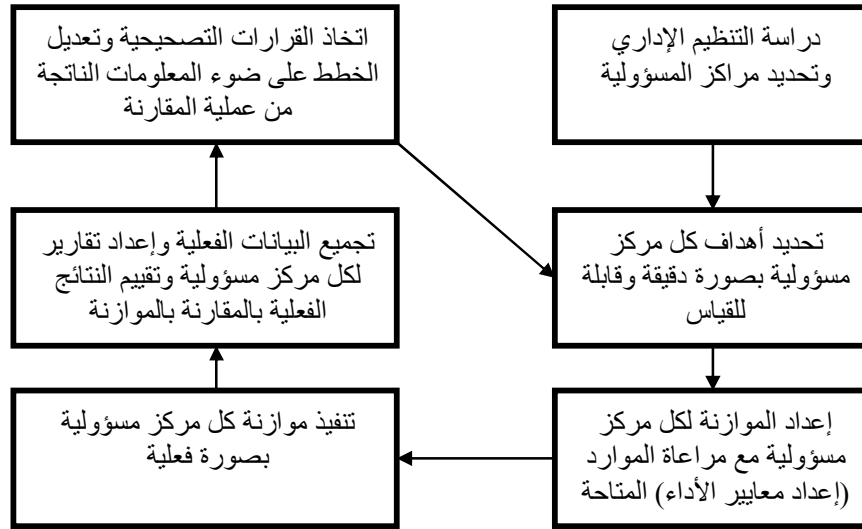 دراسة التنظيم الإداري
وتحديد مراكز المسؤولية
تحديد أهداف كل مركز
مسؤولية بصورة دقيقة وقابلة
للقياس
إعداد الموازنة لكل مركز
مسؤولية مع مراعاة الموارد
المتاحة (إعداد معايير الأداء)
تنفيذ موازنة كل مركز مسؤولية
بصورة فعلية
تجميع البيانات الفعلية وإعداد تقارير
لكل مركز مسؤولية وتقييم النتائج
الفعلية بالمقارنة بالموازنة
اتخاذ القرارات التصحيحية وتعديل
الخطط على ضوء المعلومات الناتجة
من عملية المقارنة